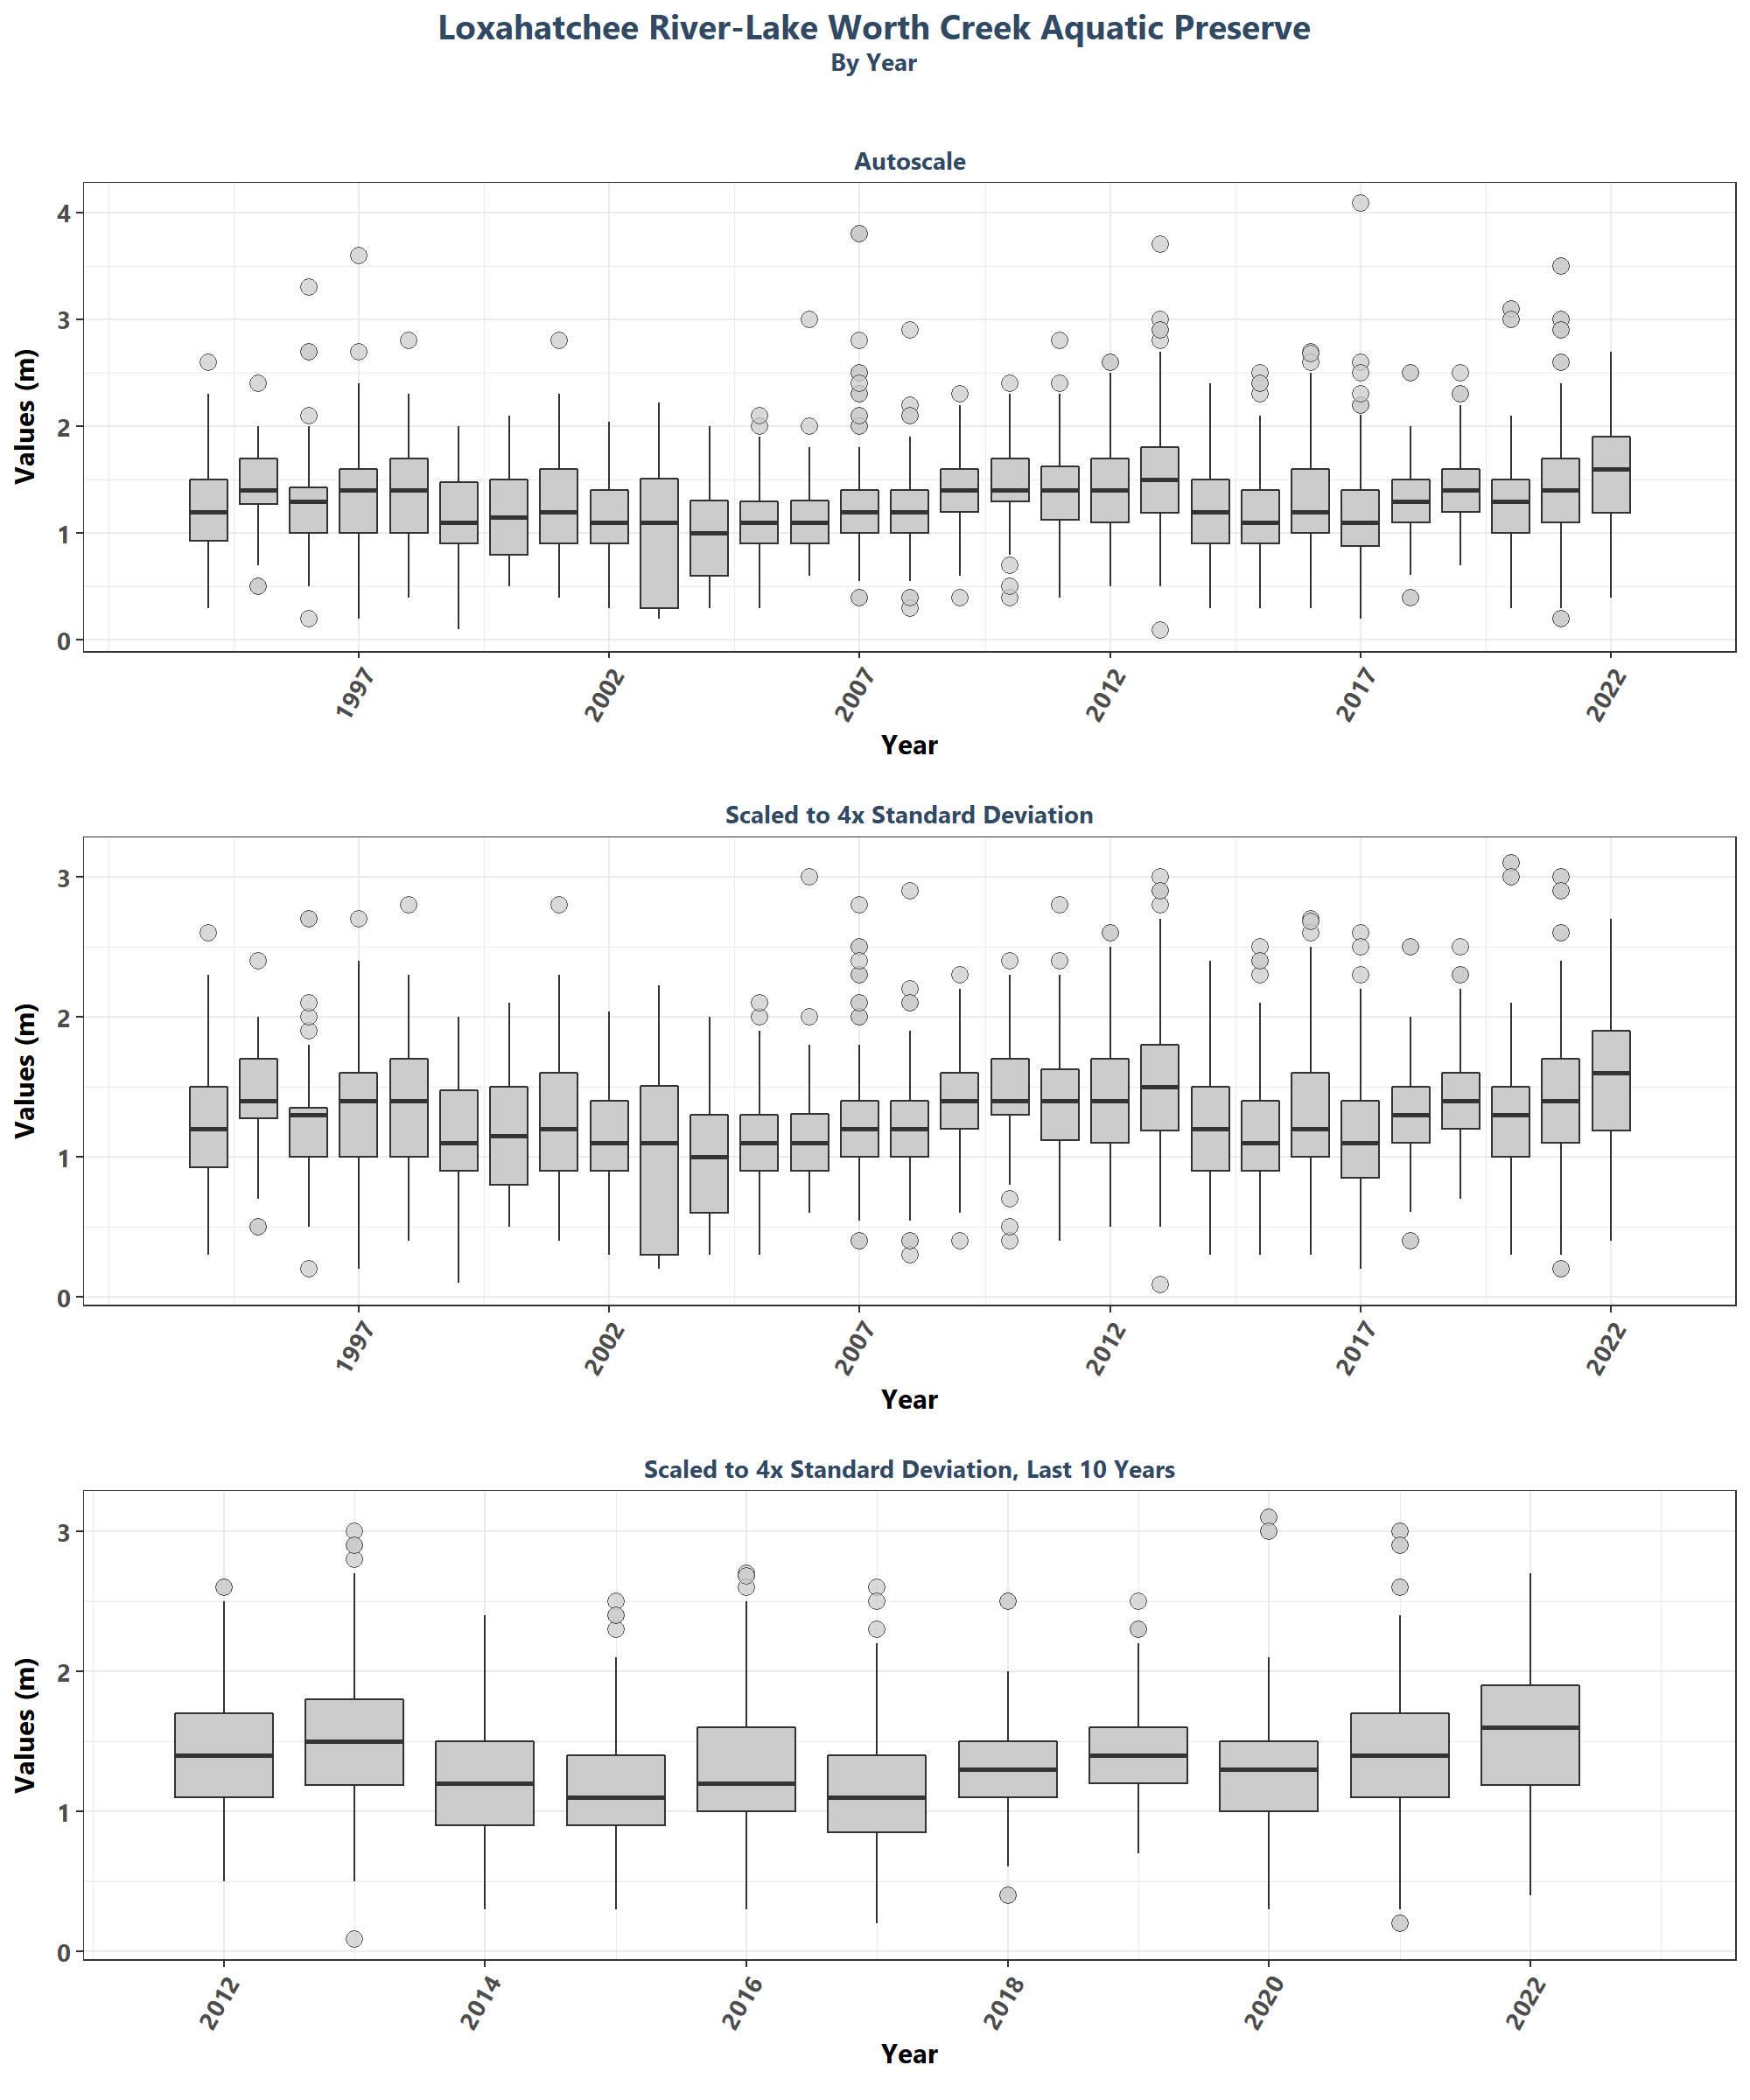 Loxahatchee River-Lake Worth Creek Aquatic Preserve
By Year
Autoscale
Values (m)
4
3
2
1
0
1997 2002 2007 2012 2017 2022
Year
Scaled to 4x Standard Deviation
Values (m)
3
2
1
0
1997 2002 2007 2012 2017 2022
Year
Scaled to 4x Standard Deviation, Last 10 Years
Values (m)
3
2
1
0
2012 2014 2016 2018 2020 2022
Year